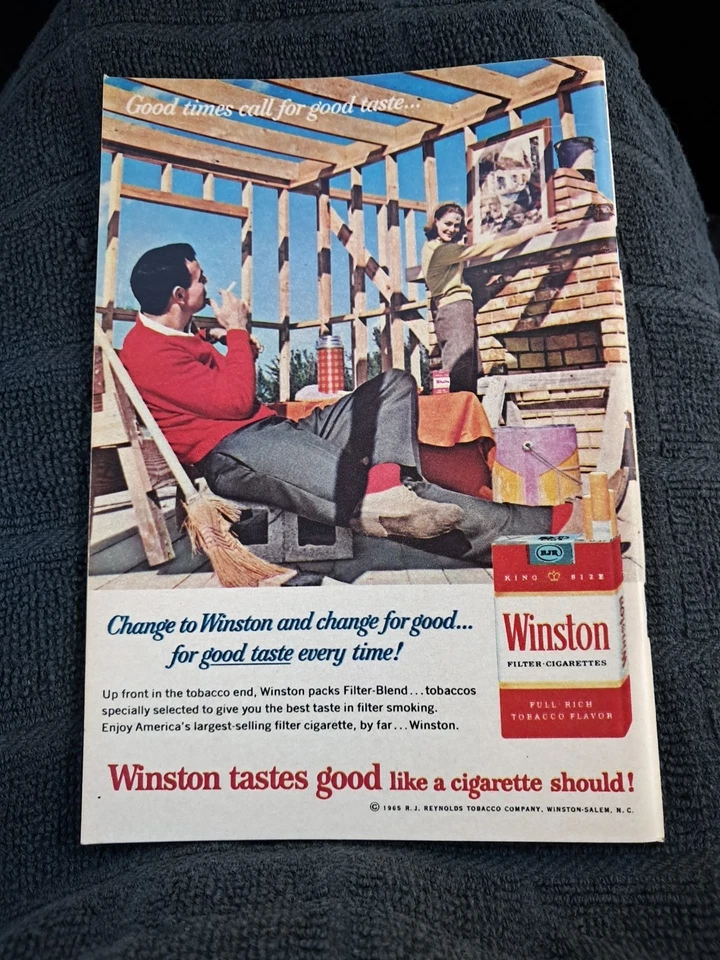 Good times call for good taste...
RJR
KING SIZE
Winston
FILTER·CIGARETTES
FULL·RICH
TOBACCO FLAVOR
Winston
Change to Winston and change for good...
for good taste every time!
Up front in the tobacco end, Winston packs Filter-Blend...tobaccos
specially selected to give you the best taste in filter smoking.
Enjoy America's largest-selling filter cigarette, by far...Winston.
Winston tastes good like a cigarette should!
© 1965 R. J. REYNOLDS TOBACCO COMPANY, WINSTON-SALEM, N. C.